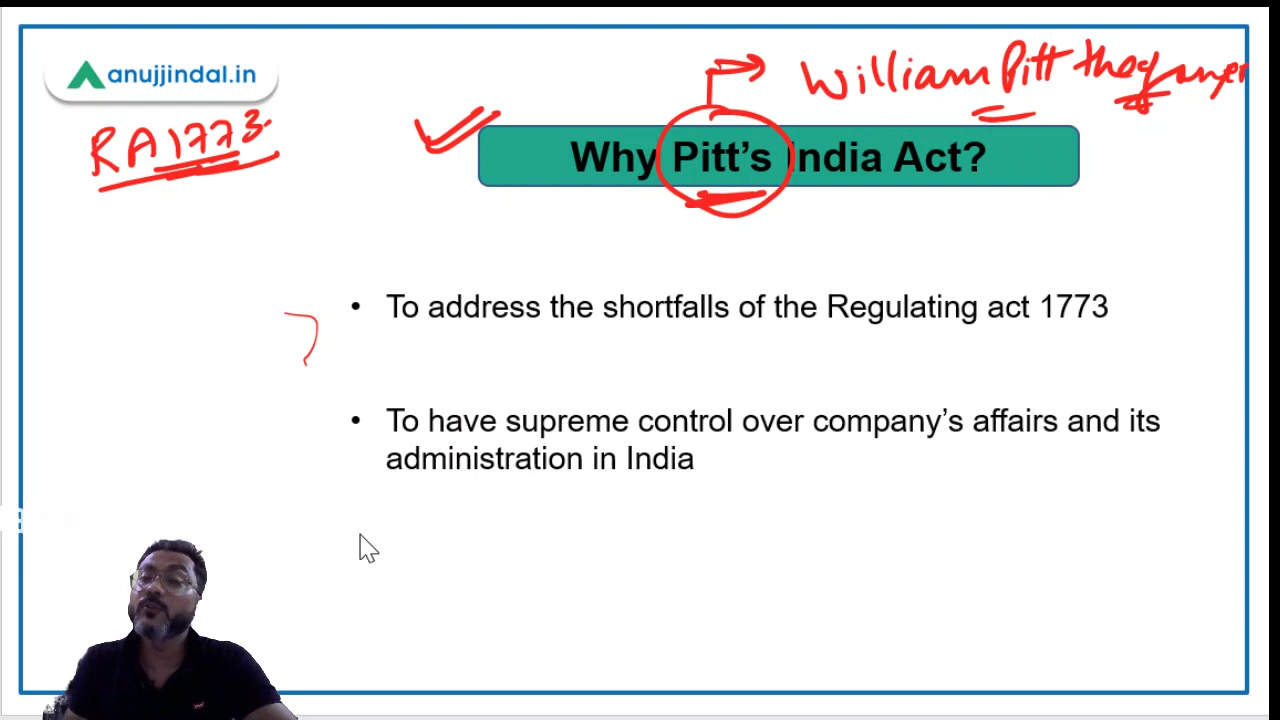 anujjindal.in
William Pitt the younger
RA 1773
Why Pitt's India Act?
• To address the shortfalls of the Regulating act 1773
• To have supreme control over company's affairs and its
administration in India